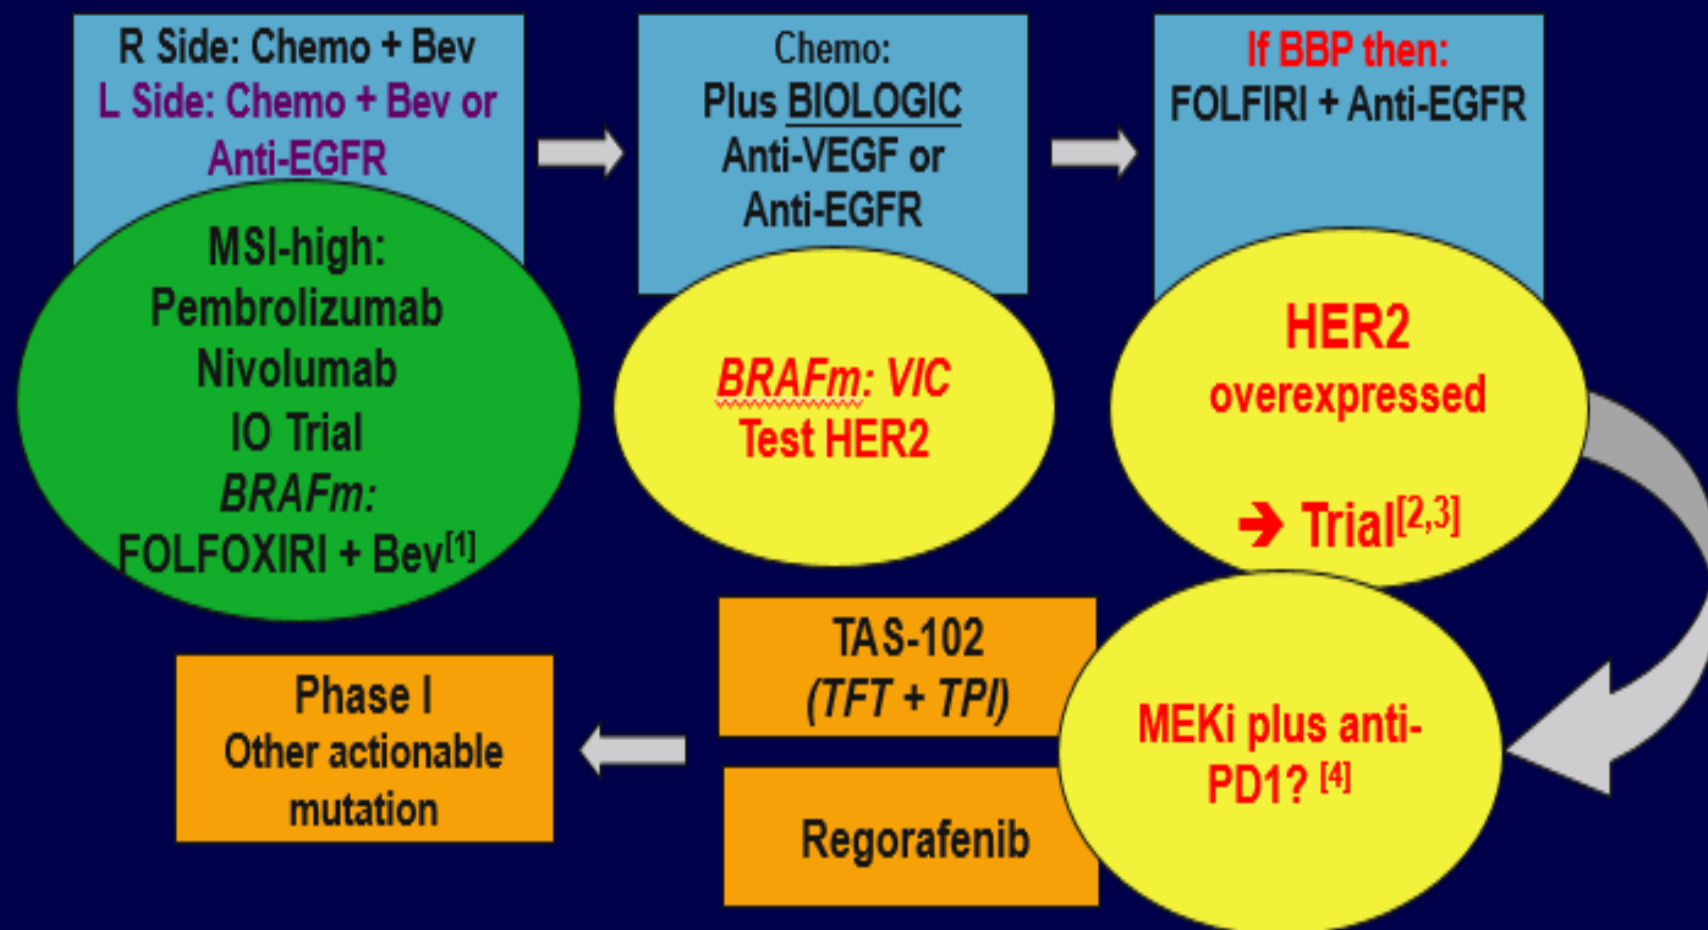 R Side: Chemo + Bev
L Side: Chemo + Bev or
Anti-EGFR
MSI-high:
Pembrolizumab
Nivolumab
IO Trial
BRAFm:
FOLFOXIRI + Bev[1]
Chemo:
Plus BIOLOGIC
Anti-VEGF or
Anti-EGFR
BRAFm: VIC
Test HER2
If BBP then:
FOLFIRI + Anti-EGFR
HER2
overexpressed
➔ Trial[2,3]
MEKi plus anti-
PD1? [4]
TAS-102
(TFT + TPI)
Regorafenib
Phase I
Other actionable
mutation